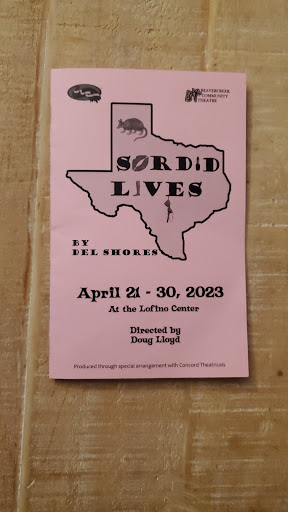 BEAVERCREEK
COMMUNITY
THEATRE
SORDID
LIVES
BY
DEL SHORES
April 21 - 30, 2023
At the Lofino Center
Directed by
Doug Lloyd
Produced through special arrangement with Concord Theatricals